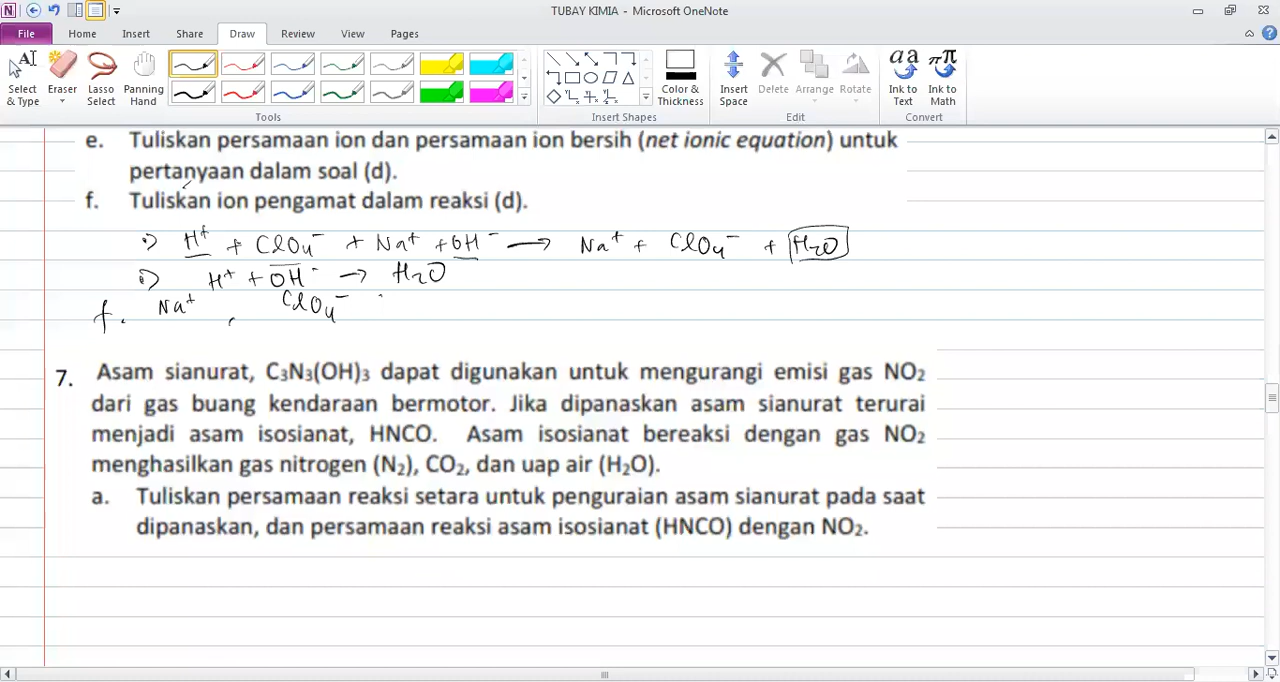 TUBAY KIMIA - Microsoft OneNote
File Home Insert Share Draw Review View Pages
Select & Type
Eraser
Lasso Select
Panning Hand
Color & Thickness
Insert Space
Delete
Arrange
Rotate
Ink to Text
Ink to Math
Tools
Insert Shapes
Edit
Convert
e. Tuliskan persamaan ion dan persamaan ion bersih (net ionic equation) untuk
pertanyaan dalam soal (d).
f. Tuliskan ion pengamat dalam reaksi (d).
H⁺ + ClO₄⁻ + Na⁺ + OH⁻ → Na⁺ + ClO₄⁻ + H₂O
H⁺ + OH⁻ → H₂O
f. Na⁺ , ClO₄⁻
7. Asam sianurat, C₃N₃(OH)₃ dapat digunakan untuk mengurangi emisi gas NO₂
dari gas buang kendaraan bermotor. Jika dipanaskan asam sianurat terurai
menjadi asam isosianat, HNCO. Asam isosianat bereaksi dengan gas NO₂
menghasilkan gas nitrogen (N₂), CO₂, dan uap air (H₂O).
a. Tuliskan persamaan reaksi setara untuk penguraian asam sianurat pada saat
dipanaskan, dan persamaan reaksi asam isosianat (HNCO) dengan NO₂.